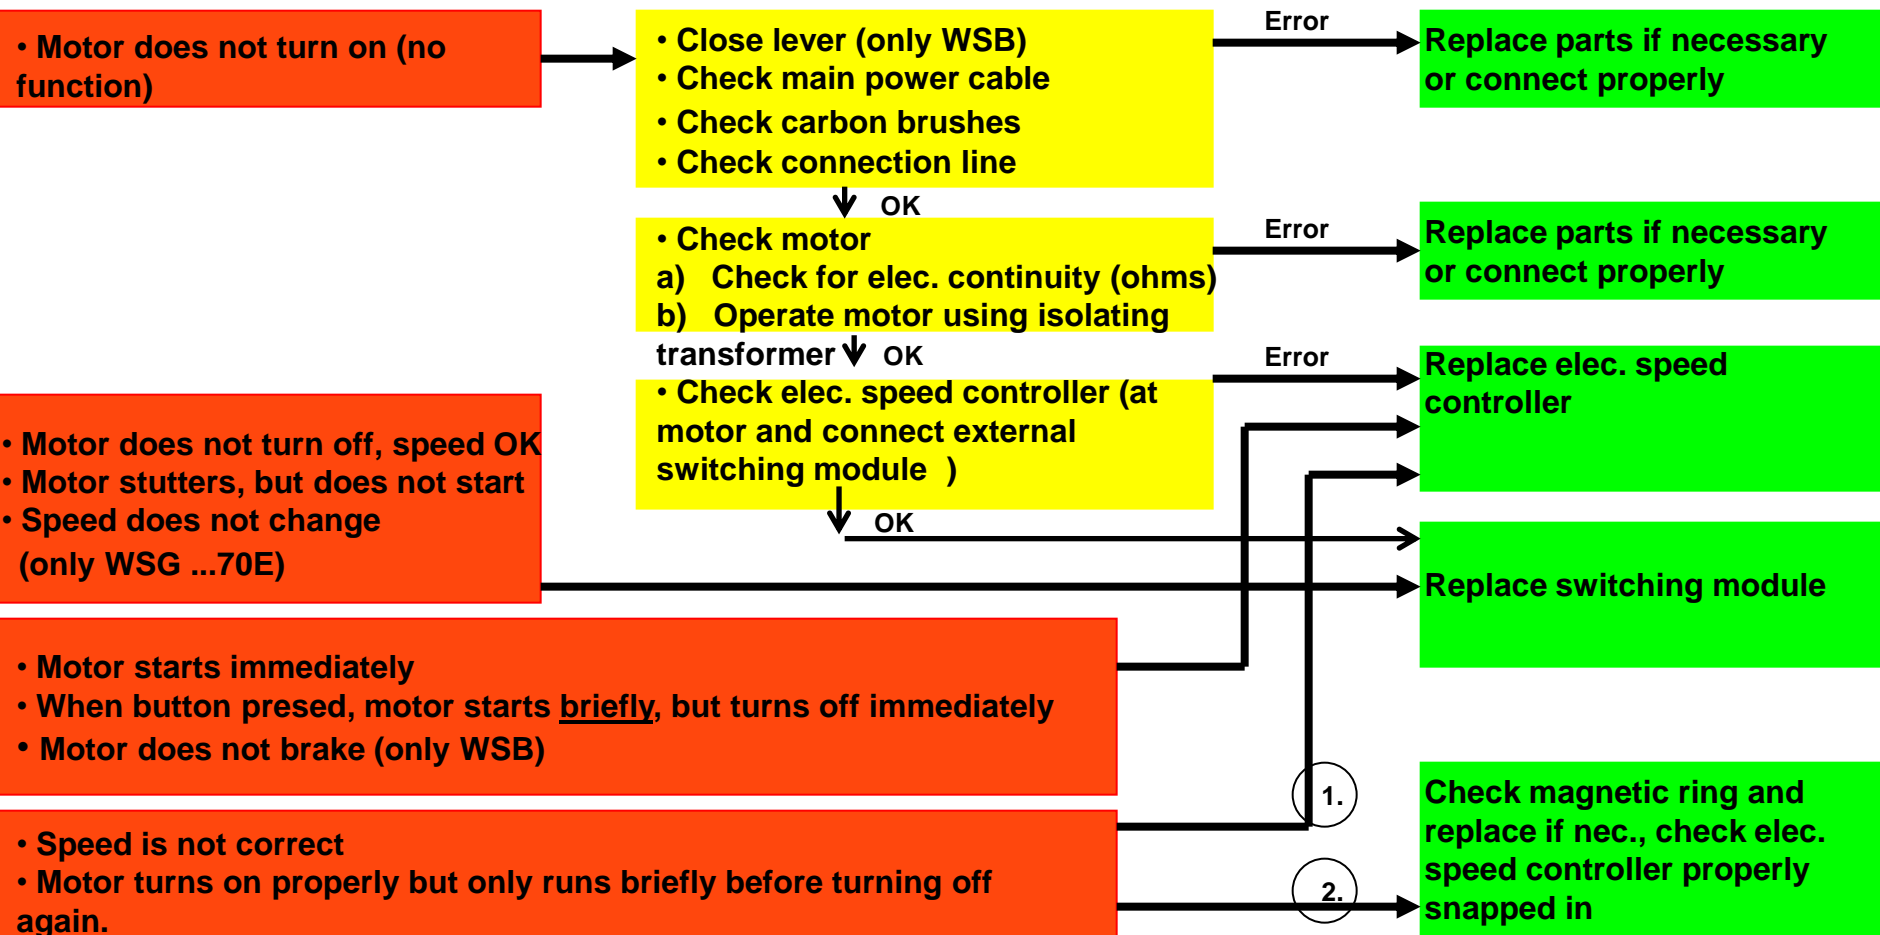 • Motor does not turn on (no
function)
• Close lever (only WSB)
• Check main power cable
• Check carbon brushes
• Check connection line
Error
Replace parts if necessary
or connect properly
OK
• Check motor
a) Check for elec. continuity (ohms)
b) Operate motor using isolating
transformer
Error
Replace parts if necessary
or connect properly
OK
• Check elec. speed controller (at
motor and connect external
switching module )
Error
Replace elec. speed
controller
OK
• Motor does not turn off, speed OK
• Motor stutters, but does not start
• Speed does not change
(only WSG ...70E)
Replace switching module
• Motor starts immediately
• When button presed, motor starts briefly, but turns off immediately
• Motor does not brake (only WSB)
• Speed is not correct
• Motor turns on properly but only runs briefly before turning off
again.
1.
2.
Check magnetic ring and
replace if nec., check elec.
speed controller properly
snapped in